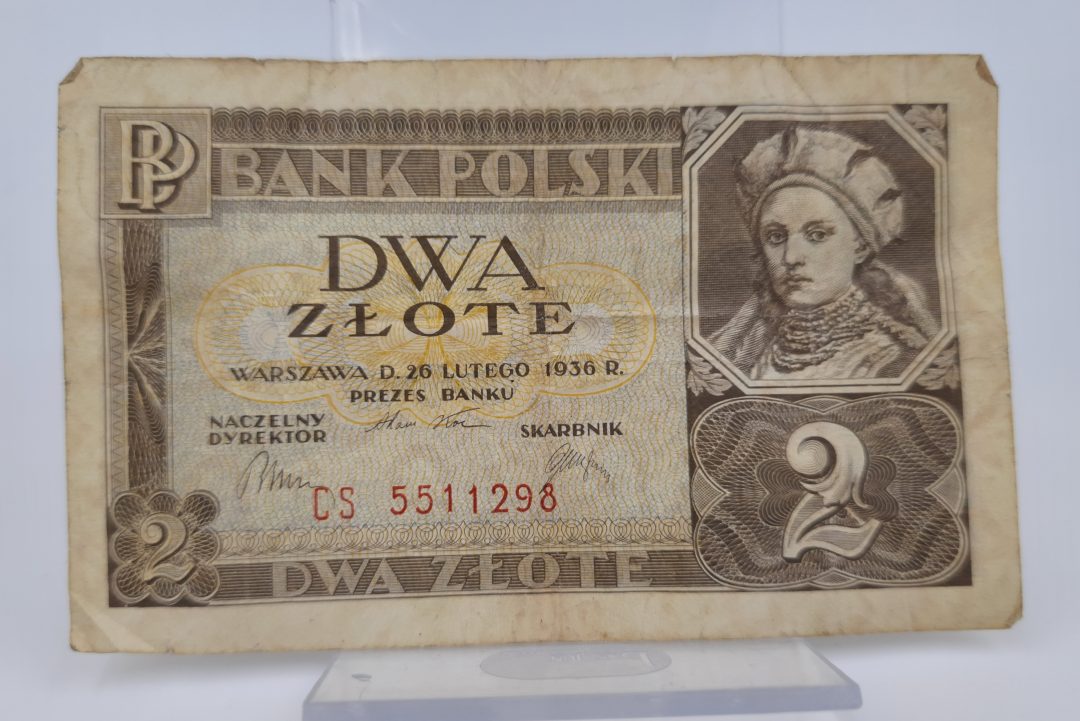 BP
BANK POLSKI
DWA
ZŁOTE
WARSZAWA D. 26 LUTEGO 1936 R.
PREZES BANKU
NACZELNY
DYREKTOR
SKARBNIK
Adam
CS 5511298
2
2
DWA ZŁOTE